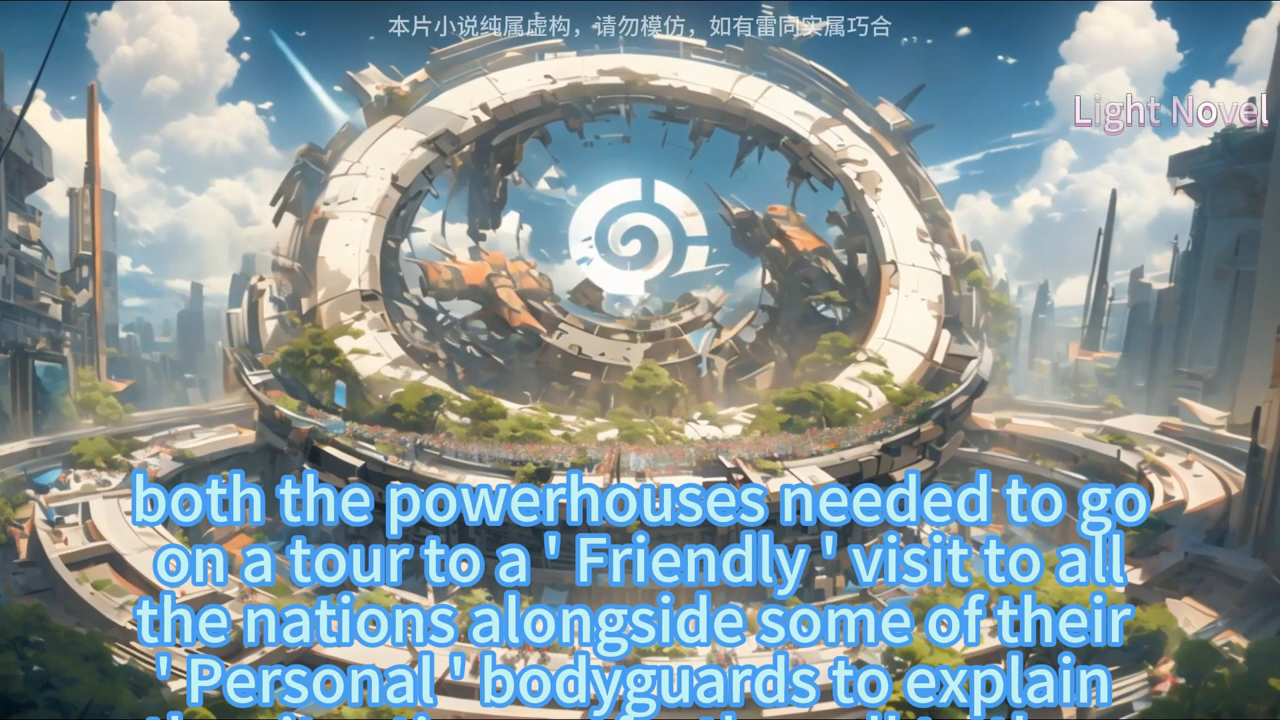 本片小说纯属虚构，请勿模仿，如有雷同实属巧合
Light Novel
both the powerhouses needed to go
on a tour to a ' Friendly ' visit to all
the nations alongside some of their
' Personal ' bodyguards to explain